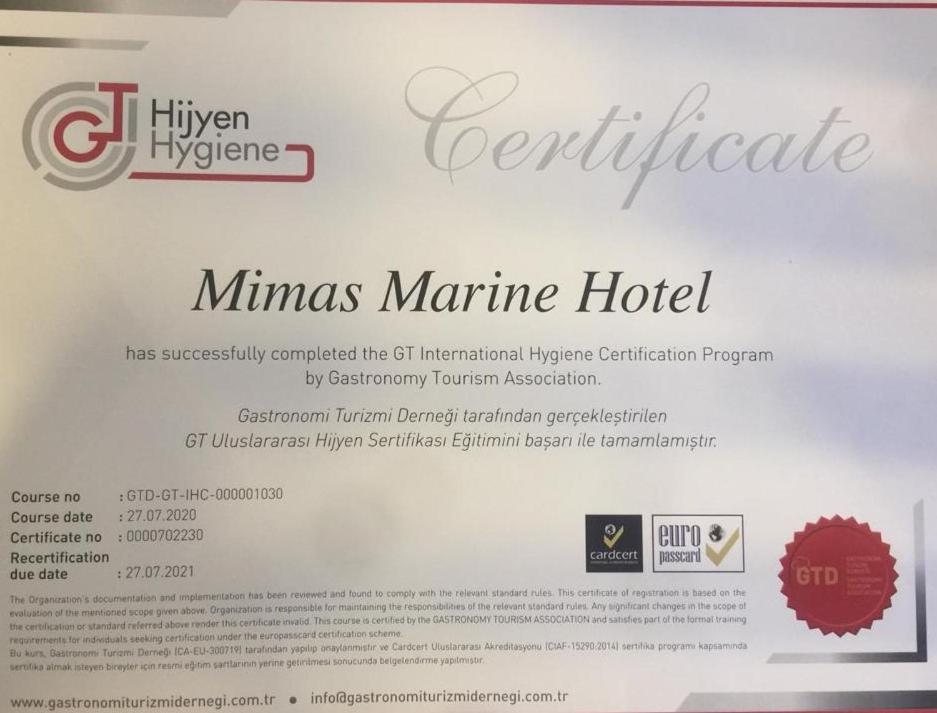 GT Hijyen
Hygiene
Certificate
Mimas Marine Hotel
has successfully completed the GT International Hygiene Certification Program
by Gastronomy Tourism Association.
Gastronomi Turizmi Derneği tarafından gerçekleştirilen
GT Uluslararası Hijyen Sertifikası Eğitimini başarı ile tamamlamıştır.
Course no : GTD-GT-IHC-000001030
Course date : 27.07.2020
Certificate no : 0000702230
Recertification
due date : 27.07.2021
cardcert
euro
passcard
GTD
The Organization's documentation and implementation has been reviewed and found to comply with the relevant standard rules. This certificate of registration is based on the
evaluation of the mentioned scope given above. Organization is responsible for maintaining the responsibilities of the relevant standard rules. Any significant changes in the scope of
the certification or standard referred above render this certificate invalid. This course is certified by the GASTRONOMY TOURISM ASSOCIATION and satisfies part of the formal training
requirements for individuals seeking certification under the europasscard certification scheme.
Bu kurs, Gastronomi Turizmi Derneği (CA-EU-300719) tarafından yapılıp onaylanmıştır ve Cardcert Uluslararası Akreditasyonu (CIAF-15290:2014) sertifika programı kapsamında
sertifika almak isteyen bireyler için resmi eğitim şartlarının yerine getirilmesi sonucunda belgelendirme yapılmıştır.
www.gastronomiturizmidernegi.com.tr • info@gastronomiturizmidernegi.com.tr